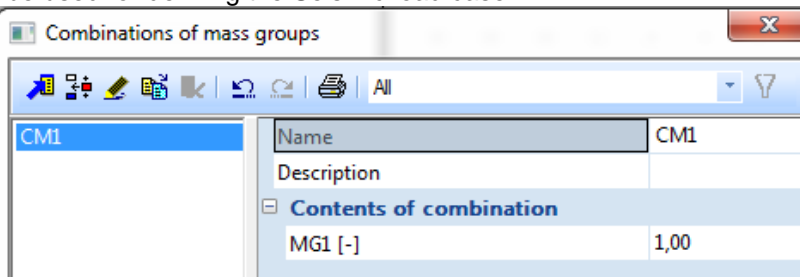 Combinations of mass groups
All
CM1
Name CM1
Description
Contents of combination
MG1 [-] 1,00